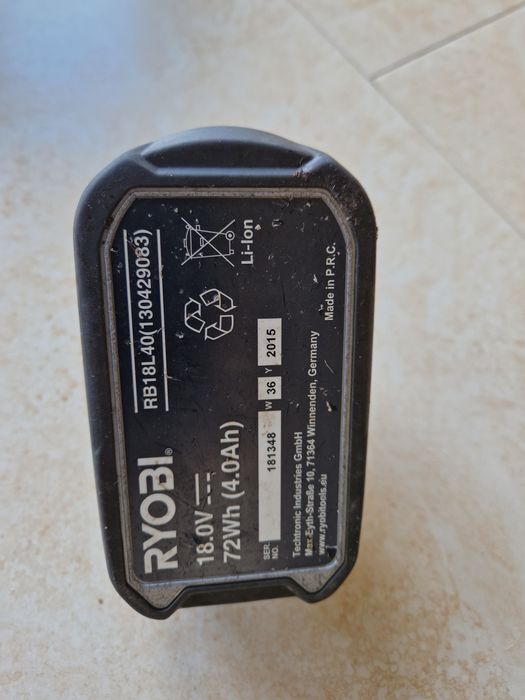 RYOBI®
RB18L40(130429083)
18.0V
72Wh (4.0Ah)
Li-Ion
SER.
NO. 181348 W 36 Y 2015
Techtronic Industries GmbH
Max-Eyth-Straße 10, 71364 Winnenden, Germany
www.ryobitools.eu
Made in P.R.C.